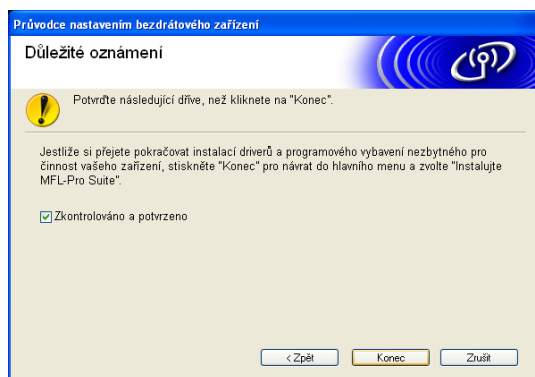 Průvodce nastavením bezdrátového zařízení
Důležité oznámení
Potvrďte následující dříve, než kliknete na "Konec".
Jestliže si přejete pokračovat instalací driverů a programového vybavení nezbytného pro
činnost vašeho zařízení, stiskněte "Konec" pro návrat do hlavního menu a zvolte "Instalujte
MFL-Pro Suite".
Zkontrolováno a potvrzeno
< Zpět
Konec
Zrušit